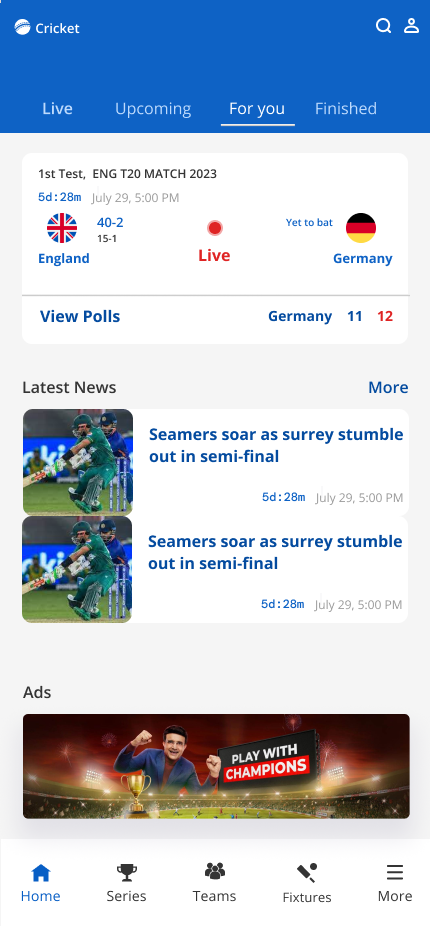 Cricket
Live Upcoming For you Finished
1st Test, ENG T20 MATCH 2023
5d:28m July 29, 5:00 PM
40-2
15-1
Yet to bat
England
Live
Germany
View Polls
Germany 11 12
Latest News
More
Seamers soar as surrey stumble
out in semi-final
5d:28m July 29, 5:00 PM
Seamers soar as surrey stumble
out in semi-final
5d:28m July 29, 5:00 PM
Ads
PLAY WITH
CHAMPIONS
Home Series Teams Fixtures More